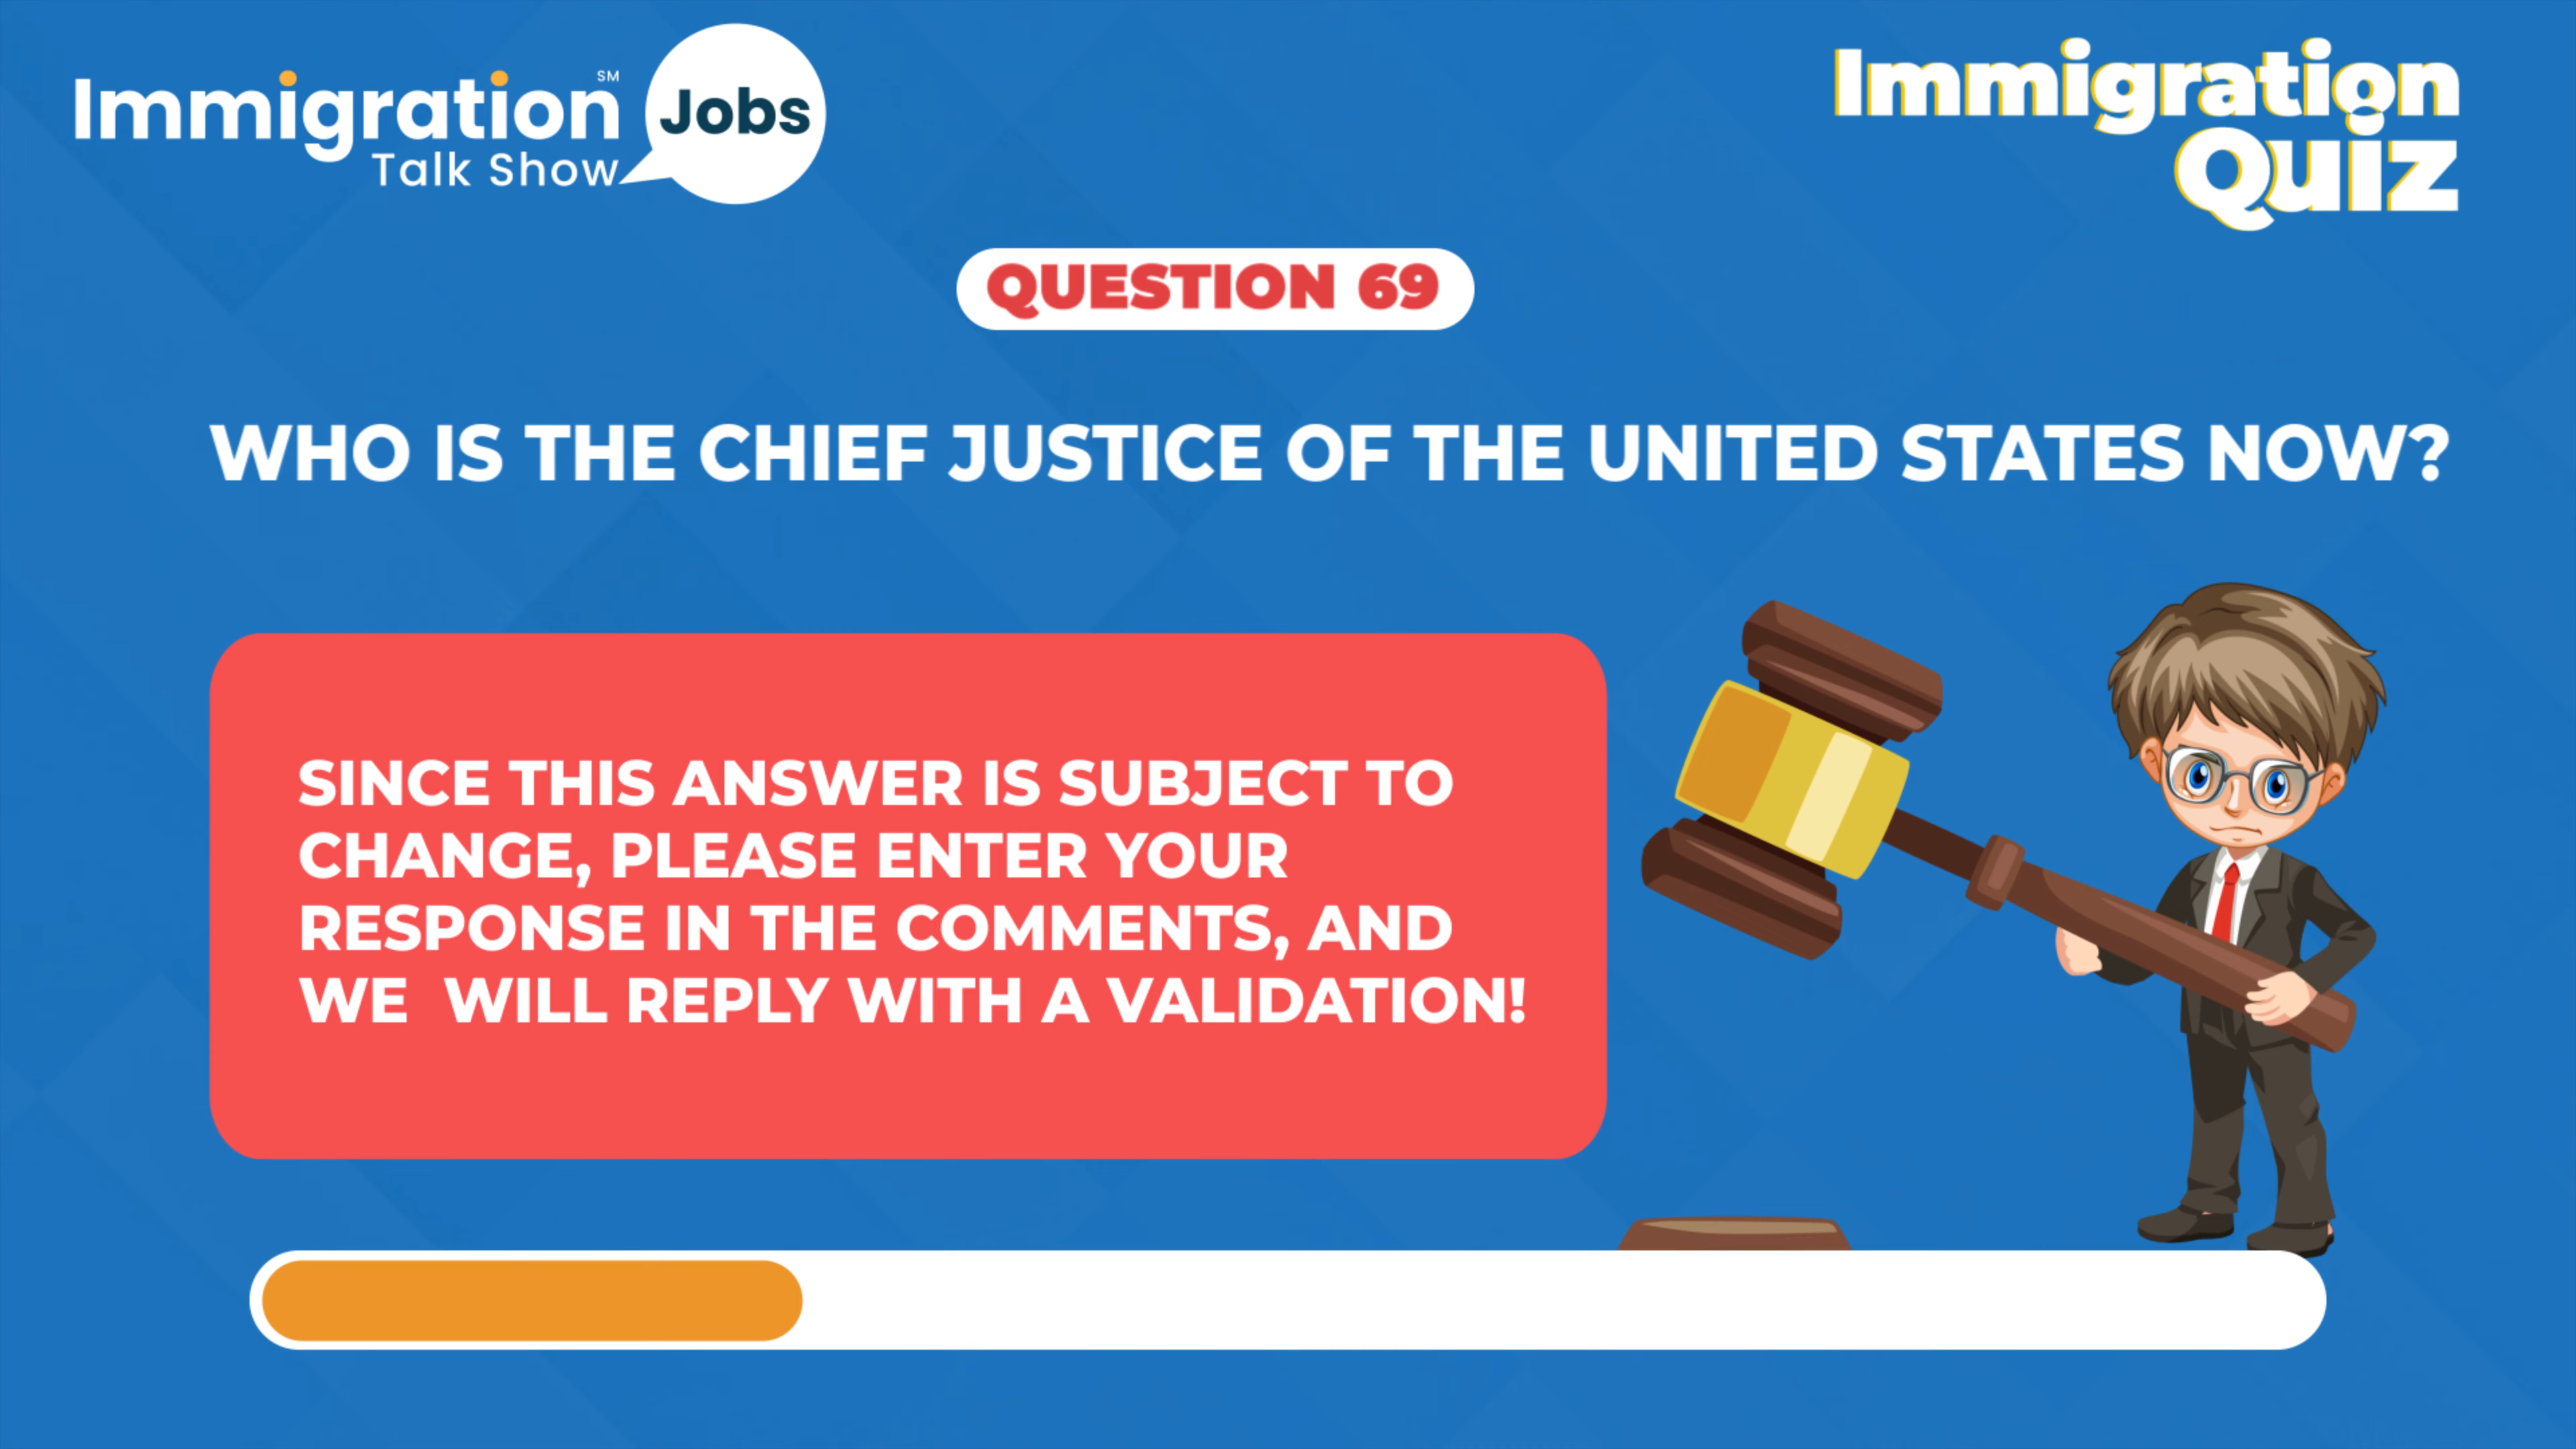 Immigration SM
Talk Show
Jobs
Immigration
Quiz
QUESTION 69
WHO IS THE CHIEF JUSTICE OF THE UNITED STATES NOW?
SINCE THIS ANSWER IS SUBJECT TO
CHANGE, PLEASE ENTER YOUR
RESPONSE IN THE COMMENTS, AND
WE WILL REPLY WITH A VALIDATION!